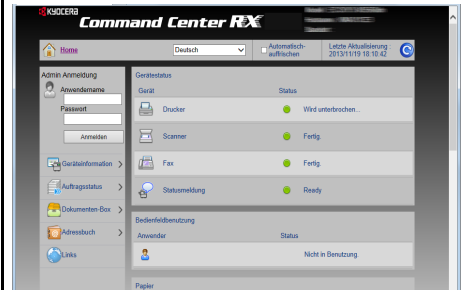 KYOCERA
Command Center RX
Home
Deutsch
Automatisch-
auffrischen
Letzte Aktualisierung :
2013/11/19 18:10:42
Admin Anmeldung
Anwendername
Passwort
Anmelden
Geräteinformation
Auftragsstatus
Dokumenten-Box
Adressbuch
Links
Gerätestatus
Gerät Status
Drucker Wird unterbrochen...
Scanner Fertig.
Fax Fertig.
Statusmeldung Ready
Bedienfeldbenutzung
Anwender Status
Nicht in Benutzung.
Papier